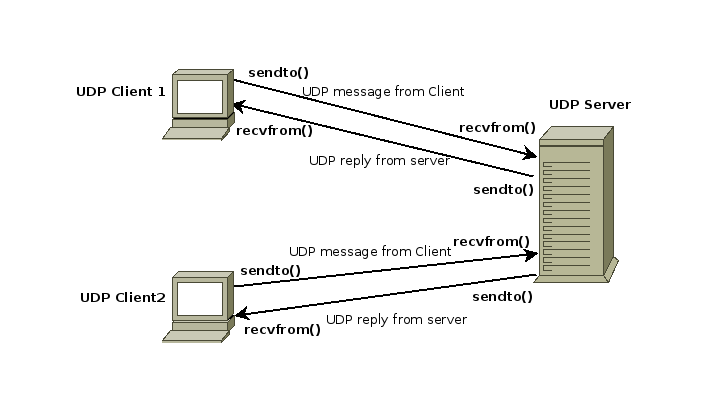 sendto()
UDP Client 1
UDP message from Client
UDP Server
recvfrom()
recvfrom()
UDP reply from server
sendto()
recvfrom()
UDP message from Client
sendto()
UDP Client2
sendto()
UDP reply from server
recvfrom()